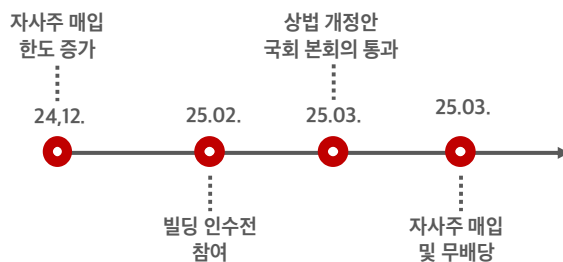 자사주 매입
한도 증가
상법 개정안
국회 본회의 통과
24,12.
25.02.
25.03.
25.03.
빌딩 인수전
참여
자사주 매입
및 무배당